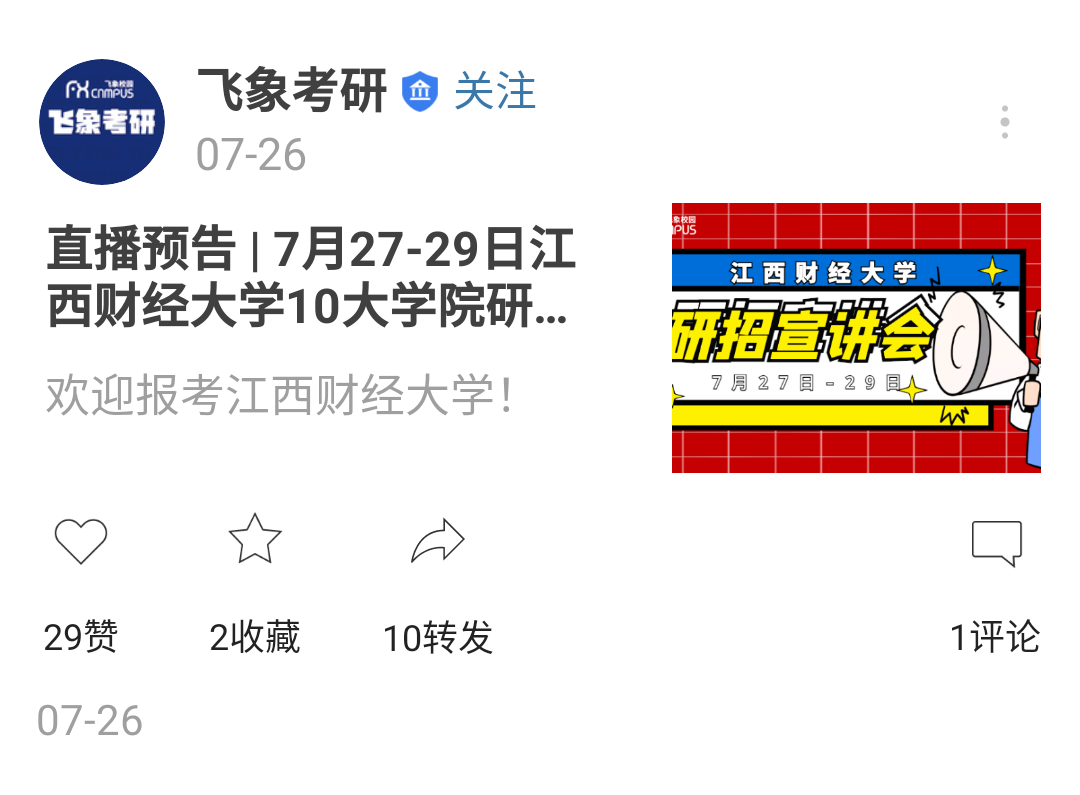 飞象校园
FXCAMPUS
飞象考研
飞象考研 关注
07-26
直播预告 | 7月27-29日江
西财经大学10大学院研...
欢迎报考江西财经大学！
象校园
PUS
江西财经大学
研招宣讲会
7月27日-29日
29赞
2收藏
10转发
1评论
07-26